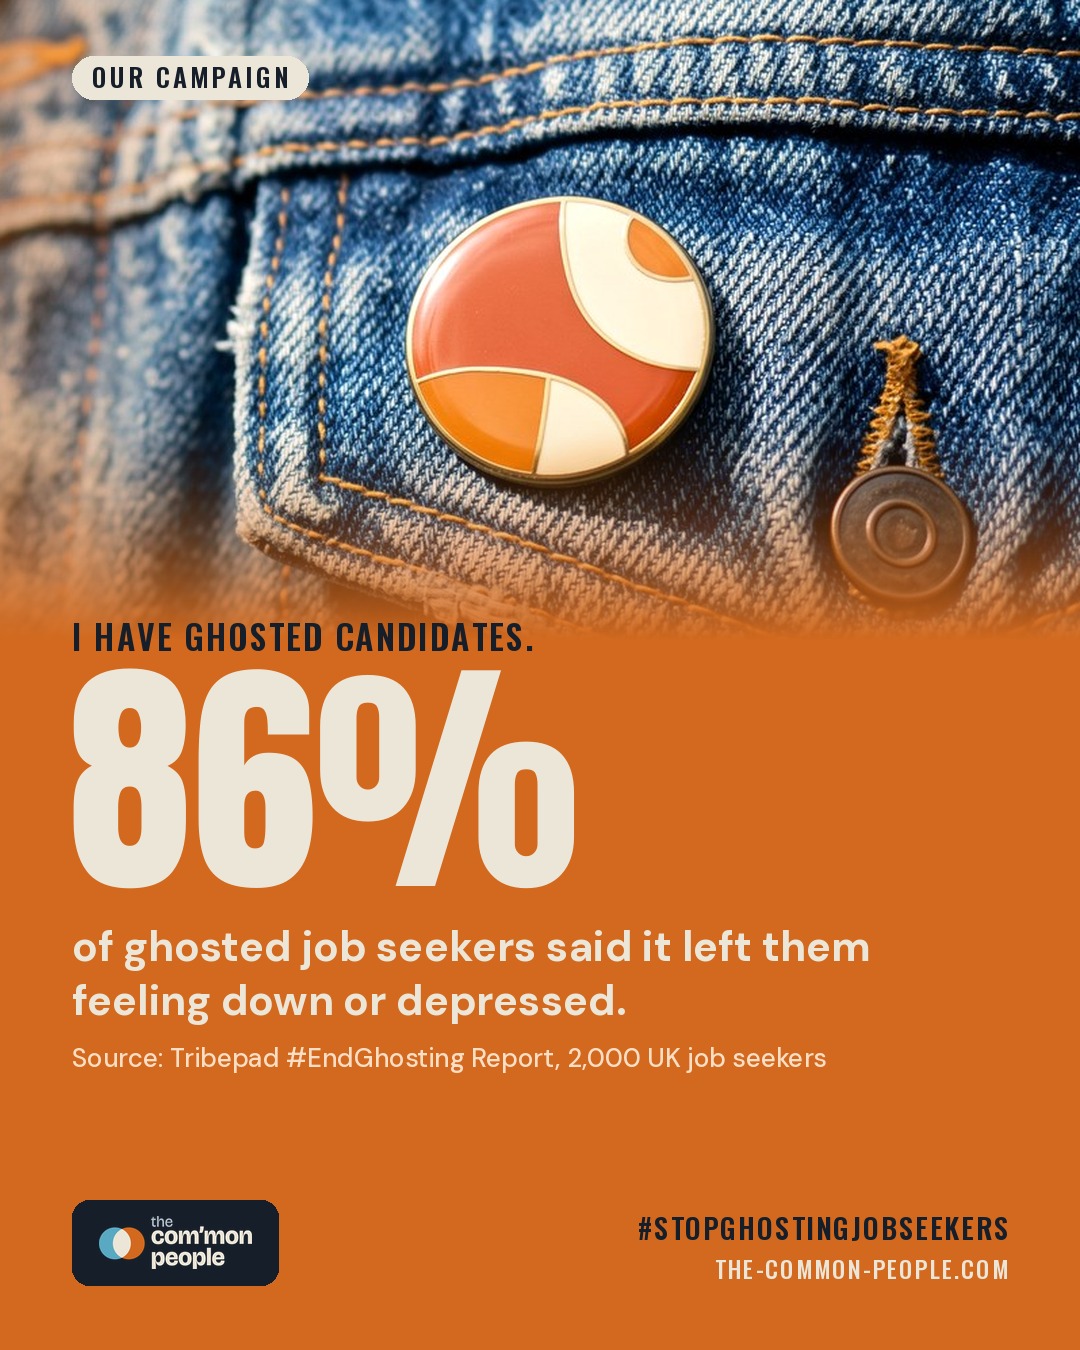 OUR CAMPAIGN
I HAVE GHOSTED CANDIDATES.
86%
of ghosted job seekers said it left them
feeling down or depressed.
Source: Tribepad #EndGhosting Report, 2,000 UK job seekers
the
com'mon
people
#STOPGHOSTINGJOBSEEKERS
THE-COMMON-PEOPLE.COM